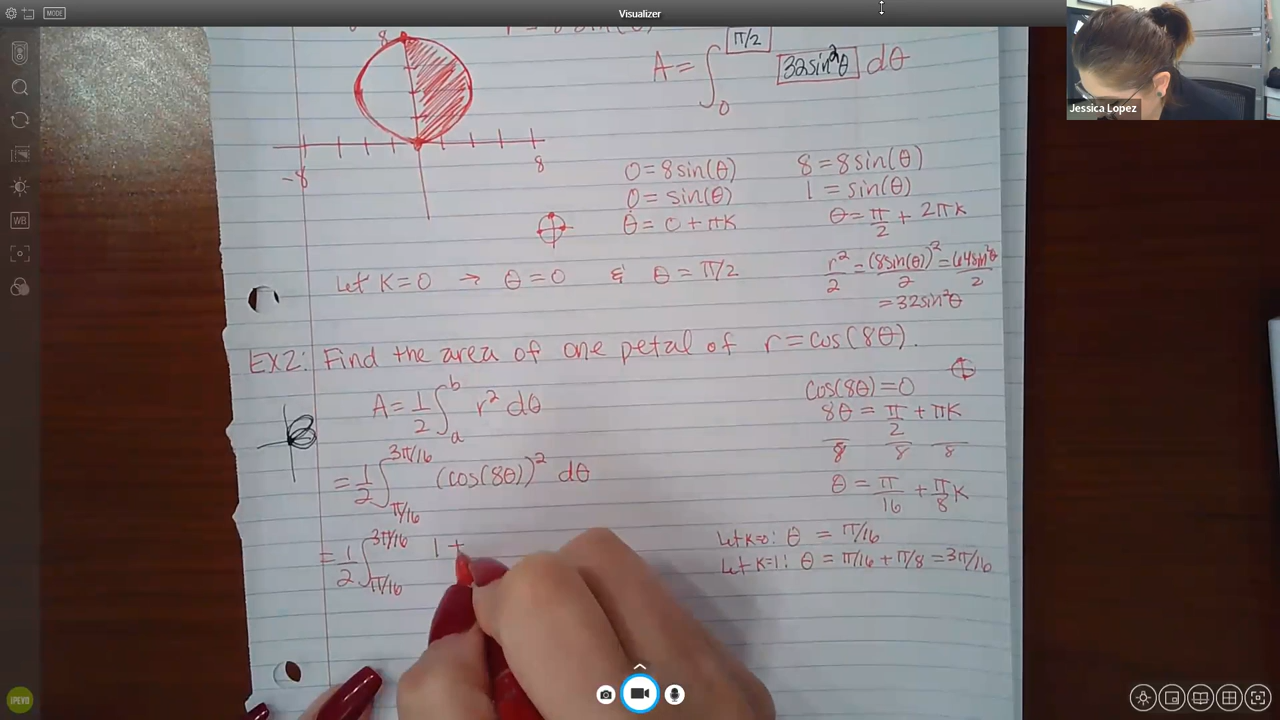 MODE
Visualizer
Jessica Lopez
8
-8
8
A = ∫₀^{π/2} 32sin²θ dθ
0 = 8sin(θ)
0 = sin(θ)
θ = 0 + πK
8 = 8sin(θ)
1 = sin(θ)
θ = π/2 + 2πK
Let K=0 → θ=0 & θ = π/2
r²/2 = (8sin(θ))²/2 = 64sin²θ/2
= 32sin²θ
EX2: Find the area of one petal of r = cos(8θ).
A = 1/2 ∫ₐᵇ r² dθ
= 1/2 ∫_{π/16}^{3π/16} (cos(8θ))² dθ
= 1/2 ∫_{π/16}^{3π/16} 1 +
cos(8θ) = 0
8θ = π/2 + πK
8 8 8
θ = π/16 + π/8 K
Let K=0: θ = π/16
Let K=1: θ = π/16 + π/8 = 3π/16
WB
IPEVO